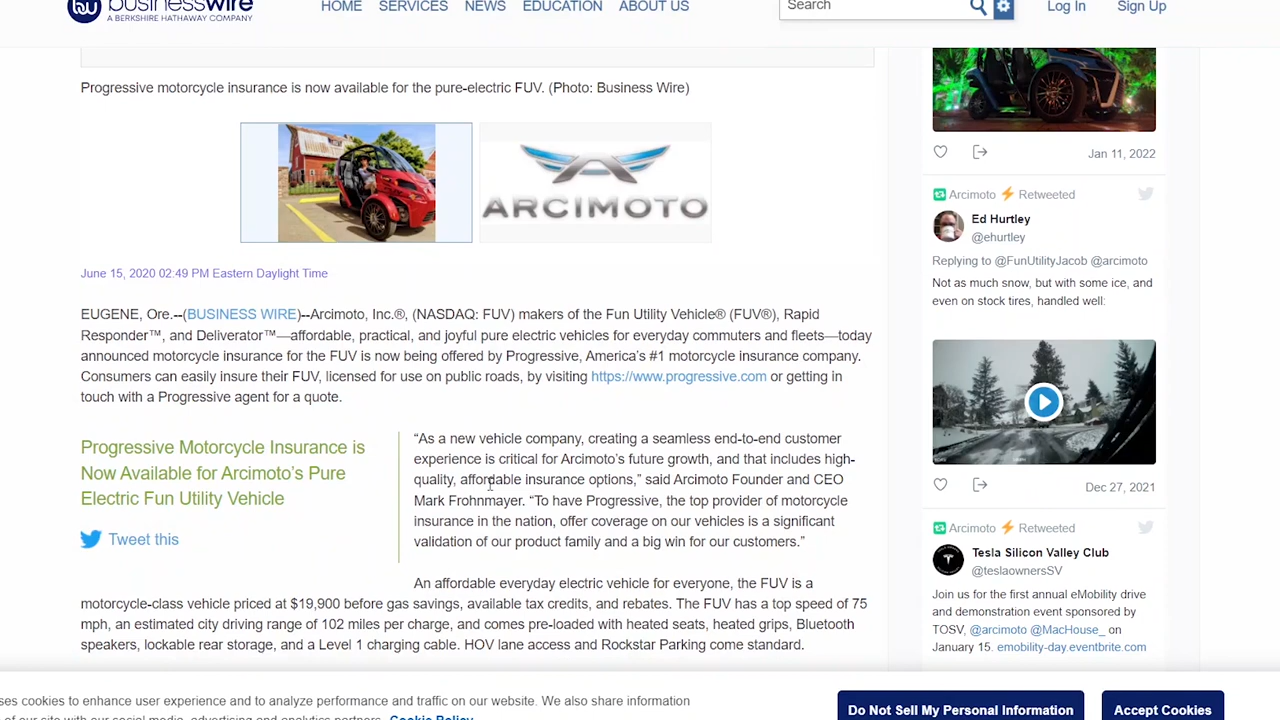 businesswire
A BERKSHIRE HATHAWAY COMPANY
HOME SERVICES NEWS EDUCATION ABOUT US
Search
Log In Sign Up
Progressive motorcycle insurance is now available for the pure-electric FUV. (Photo: Business Wire)
ARCIMOTO
June 15, 2020 02:49 PM Eastern Daylight Time
EUGENE, Ore.--(BUSINESS WIRE)--Arcimoto, Inc.®, (NASDAQ: FUV) makers of the Fun Utility Vehicle® (FUV®), Rapid
Responder™, and Deliverator™—affordable, practical, and joyful pure electric vehicles for everyday commuters and fleets—today
announced motorcycle insurance for the FUV is now being offered by Progressive, America's #1 motorcycle insurance company.
Consumers can easily insure their FUV, licensed for use on public roads, by visiting https://www.progressive.com or getting in
touch with a Progressive agent for a quote.
Progressive Motorcycle Insurance is
Now Available for Arcimoto's Pure
Electric Fun Utility Vehicle
Tweet this
“As a new vehicle company, creating a seamless end-to-end customer
experience is critical for Arcimoto's future growth, and that includes high-
quality, affordable insurance options,” said Arcimoto Founder and CEO
Mark Frohnmayer. “To have Progressive, the top provider of motorcycle
insurance in the nation, offer coverage on our vehicles is a significant
validation of our product family and a big win for our customers.”
An affordable everyday electric vehicle for everyone, the FUV is a
motorcycle-class vehicle priced at $19,900 before gas savings, available tax credits, and rebates. The FUV has a top speed of 75
mph, an estimated city driving range of 102 miles per charge, and comes pre-loaded with heated seats, heated grips, Bluetooth
speakers, lockable rear storage, and a Level 1 charging cable. HOV lane access and Rockstar Parking come standard.
Jan 11, 2022
Arcimoto ⚡ Retweeted
Ed Hurtley
@ehurtley
Replying to @FunUtilityJacob @arcimoto
Not as much snow, but with some ice, and
even on stock tires, handled well:
Dec 27, 2021
Arcimoto ⚡ Retweeted
Tesla Silicon Valley Club
@teslaownersSV
Join us for the first annual eMobility drive
and demonstration event sponsored by
TOSV, @arcimoto @MacHouse_ on
January 15. emobility-day.eventbrite.com
ses cookies to enhance user experience and to analyze performance and traffic on our website. We also share information
of our site with our social media, advertising and analytics partners. Cookie Policy
Do Not Sell My Personal Information
Accept Cookies